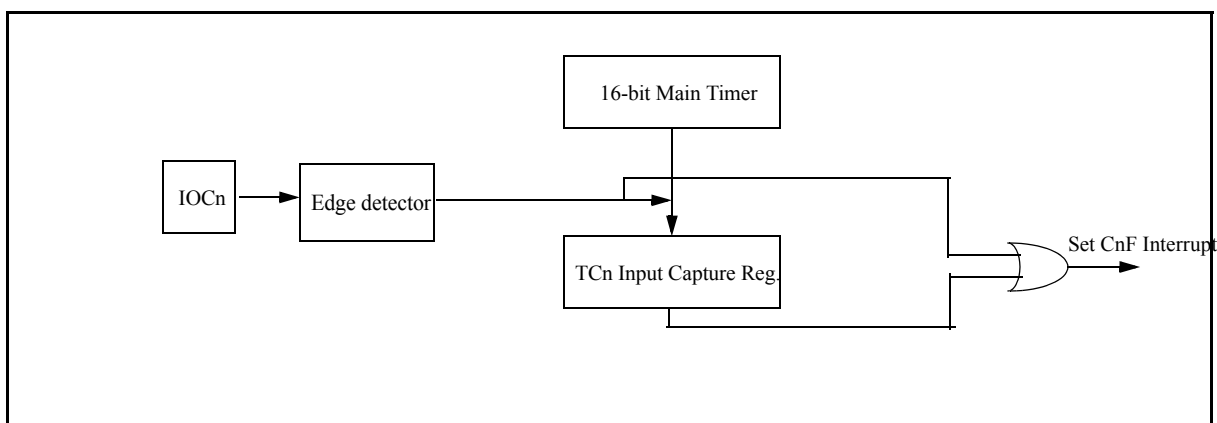 16-bit Main Timer
IOCn
Edge detector
TCn Input Capture Reg.
Set CnF Interrupt